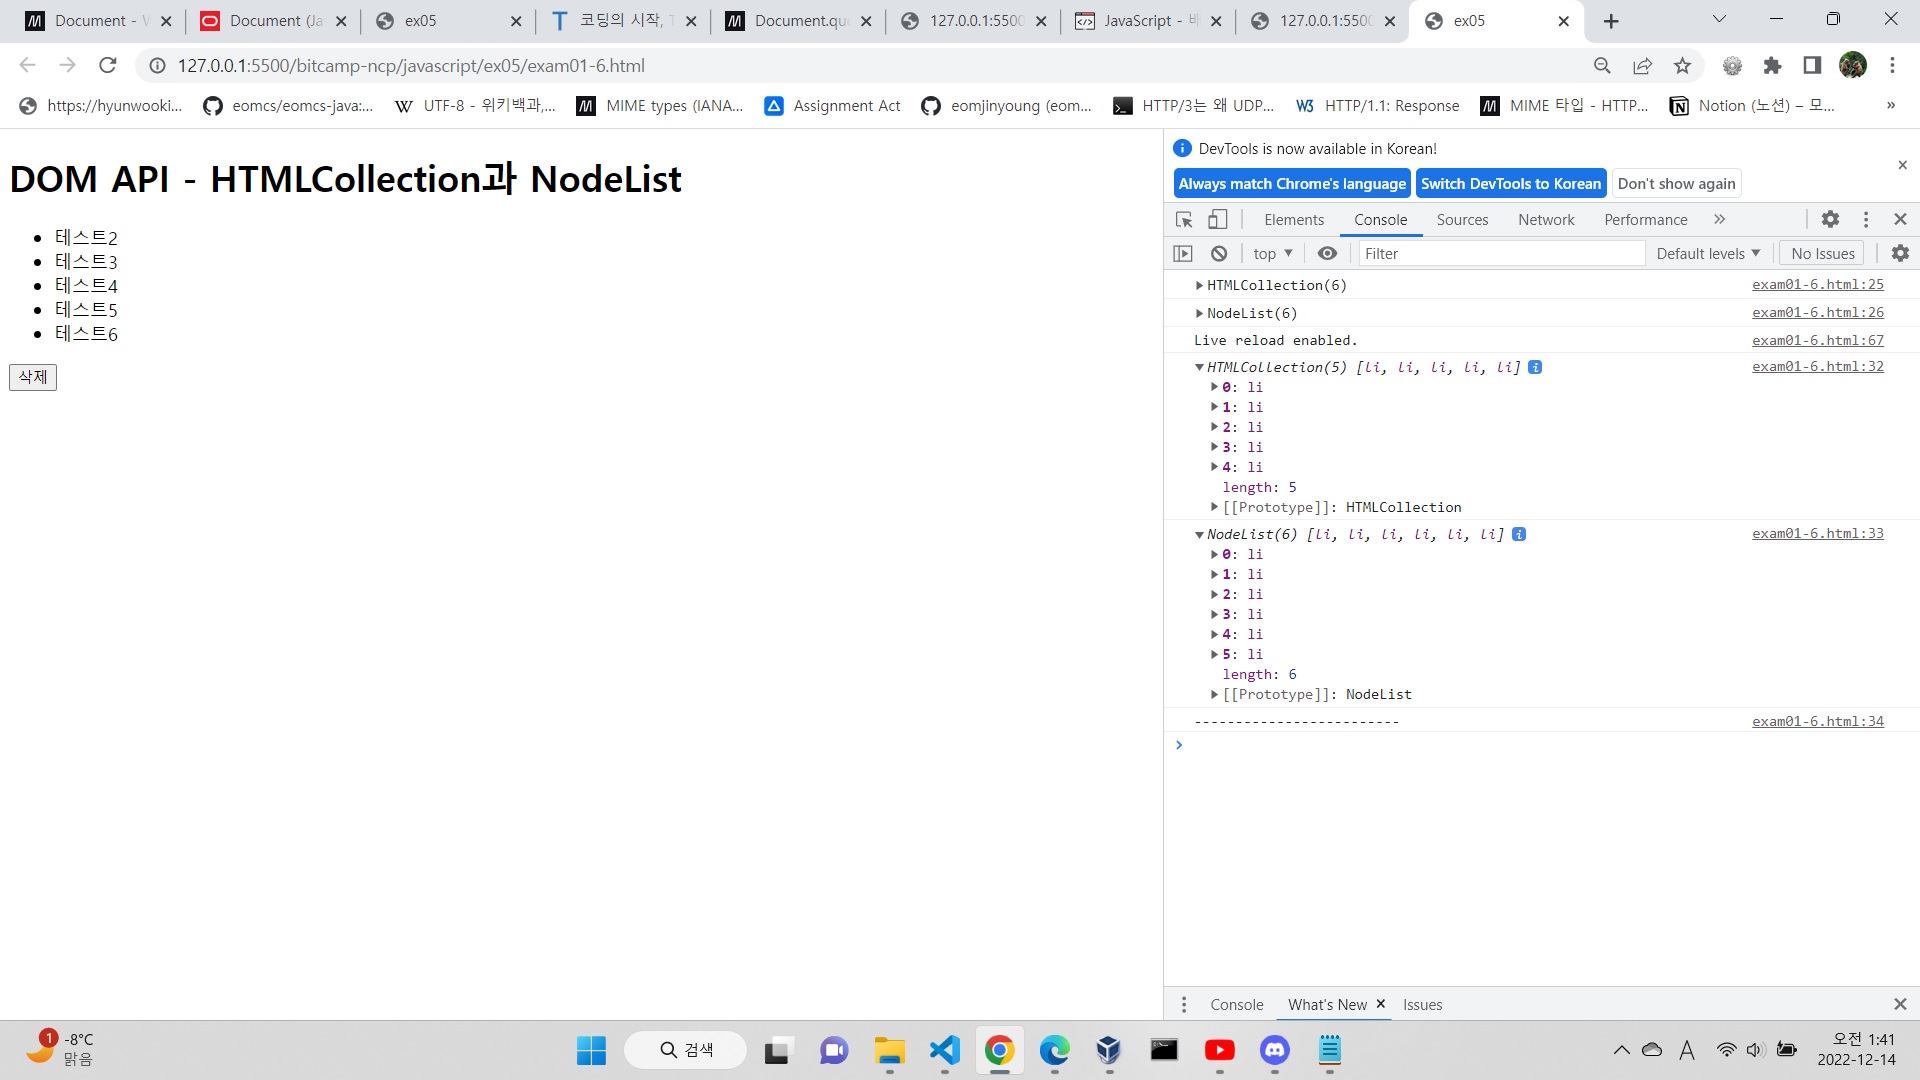 Document - W
Document (Ja
ex05
코딩의 시작, T
Document.que
127.0.0.1:5500
JavaScript - 배
127.0.0.1:5500
ex05
127.0.0.1:5500/bitcamp-ncp/javascript/ex05/exam01-6.html
https://hyunwooki...
eomcs/eomcs-java:...
UTF-8 - 위키백과,...
MIME types (IANA...
Assignment Act
eomjinyoung (eom...
HTTP/3는 왜 UDP...
HTTP/1.1: Response
MIME 타입 - HTTP...
Notion (노션) – 모...
»
DOM API - HTMLCollection과 NodeList
테스트2
테스트3
테스트4
테스트5
테스트6
삭제
DevTools is now available in Korean!
Always match Chrome's language
Switch DevTools to Korean
Don't show again
Elements
Console
Sources
Network
Performance
»
top
Filter
Default levels
No Issues
HTMLCollection(6) exam01-6.html:25
NodeList(6) exam01-6.html:26
Live reload enabled. exam01-6.html:67
HTMLCollection(5) [li, li, li, li, li] exam01-6.html:32
0: li
1: li
2: li
3: li
4: li
length: 5
[[Prototype]]: HTMLCollection
NodeList(6) [li, li, li, li, li, li] exam01-6.html:33
0: li
1: li
2: li
3: li
4: li
5: li
length: 6
[[Prototype]]: NodeList
------------------------- exam01-6.html:34
Console
What's New
Issues
1
-8°C
맑음
검색
A
오전 1:41
2022-12-14